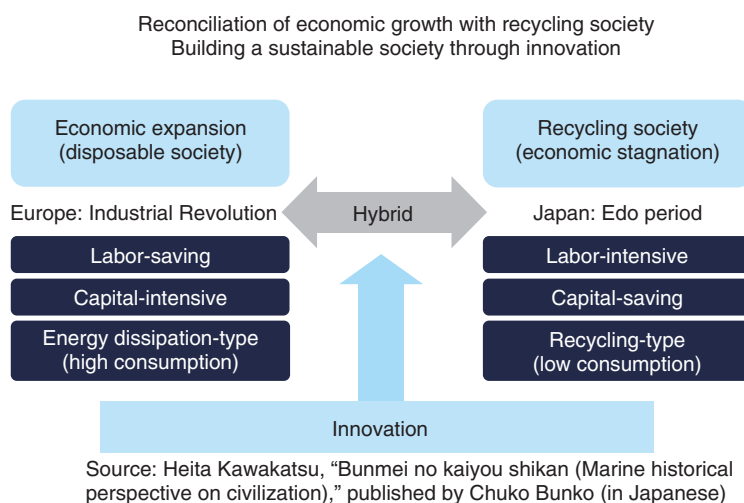 Reconciliation of economic growth with recycling society
Building a sustainable society through innovation
Economic expansion
(disposable society)
Recycling society
(economic stagnation)
Europe: Industrial Revolution
Hybrid
Japan: Edo period
Labor-saving
Labor-intensive
Capital-intensive
Capital-saving
Energy dissipation-type
(high consumption)
Recycling-type
(low consumption)
Innovation
Source: Heita Kawakatsu, “Bunmei no kaiyou shikan (Marine historical
perspective on civilization),” published by Chuko Bunko (in Japanese)